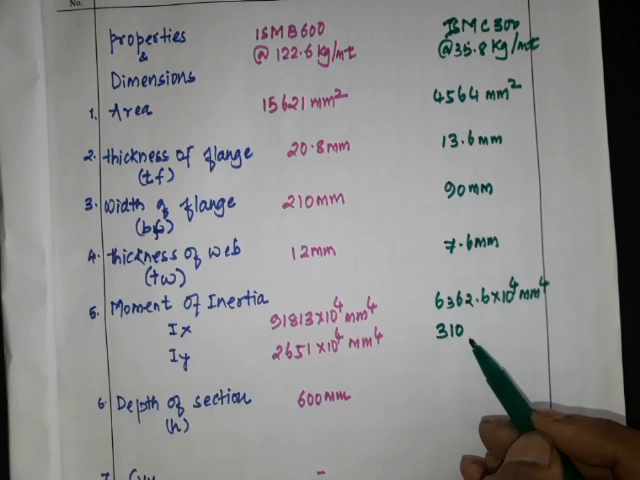 No.
Properties ISMB600 ISMC300
& @ 122.6 kg/mt @35.8 kg/mt
Dimensions
1. Area 15621 mm² 4564 mm²
2. thickness of flange 20.8mm 13.6mm
(tf)
3. width of flange 210mm 90mm
(bf)
4. thickness of web 12mm 7.6mm
(tw)
5. Moment of Inertia
Ix 91813×10⁴ mm⁴ 6362.6×10⁴ mm⁴
Iy 2651×10⁴ mm⁴ 310
6. Depth of section 600mm
(h)
7. -